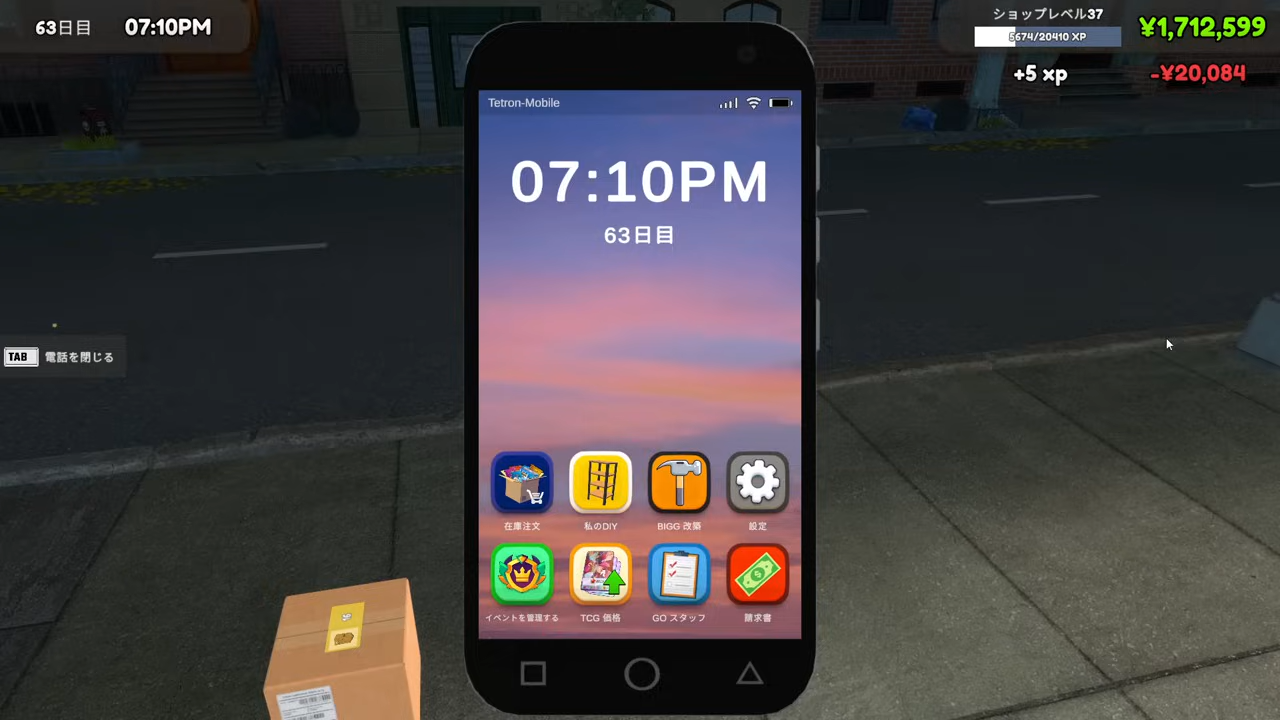 63日目
07:10PM
ショップレベル37
5674/20410 XP
¥1,712,599
+5 xp
-¥20,084
Tetron-Mobile
07:10PM
63日目
TAB 電話を閉じる
在庫注文
私のDIY
BIGG 改築
設定
イベントを管理する
TCG 価格
GO スタッフ
請求書